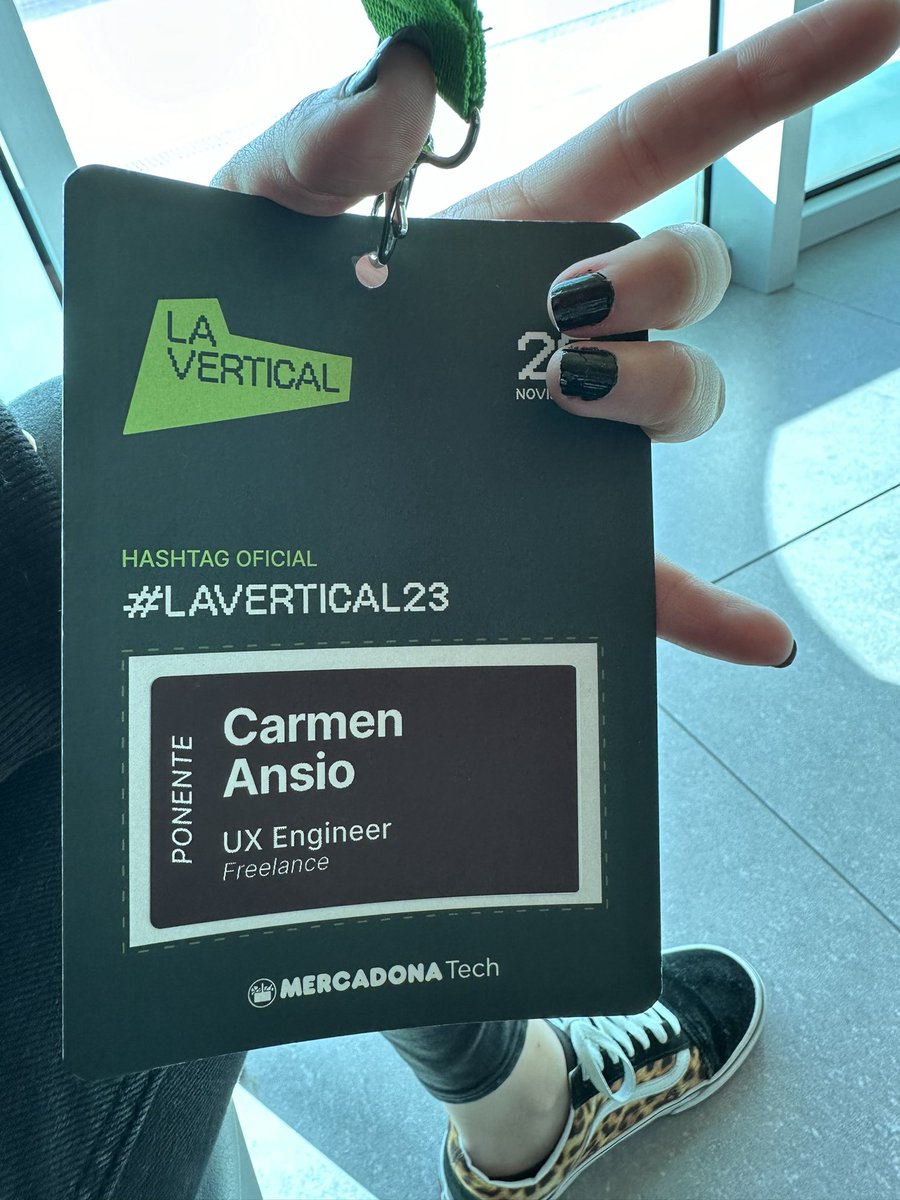 LA
VERTICAL
HASHTAG OFICIAL
#LAVERTICAL23
PONENTE
Carmen
Ansio
UX Engineer
Freelance
MERCADONA Tech